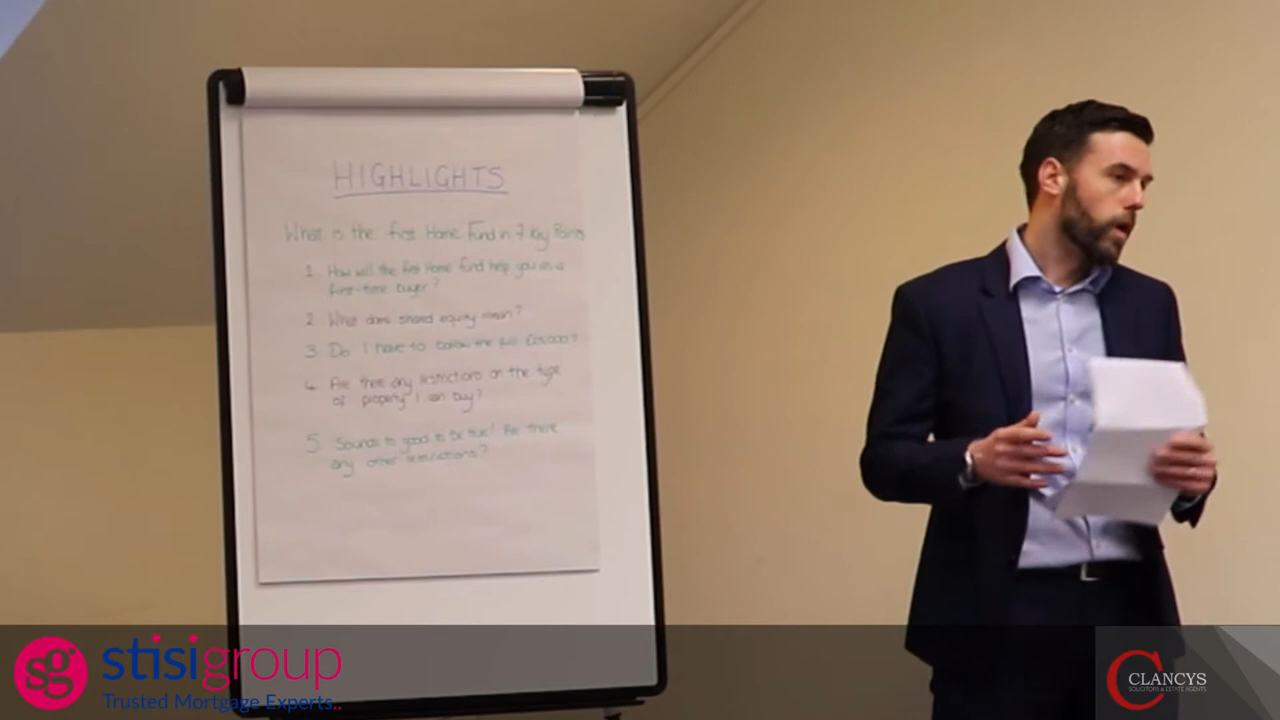 HIGHLIGHTS
What is the first Home Fund in 7 Key Points
1 How will the first Home fund help you as a
first-time buyer?
2 What does shared equity mean?
3 Do I have to borrow the full £25,000?
4 Are there any restrictions on the type
of property I can buy?
5 Sounds to good to be true! Are there
any other restrictions?
sg
stisigroup
Trusted Mortgage Experts..
CLANCYS
SOLICITORS & ESTATE AGENTS